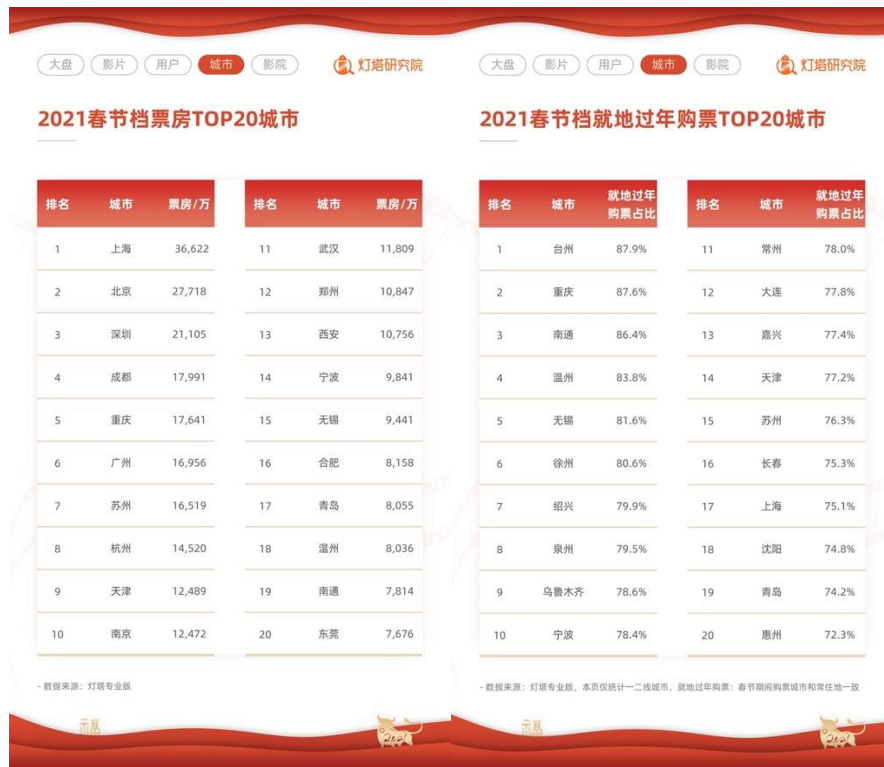 大盘 影片 用户 城市 影院 灯塔研究院
2021春节档票房TOP20城市
排名 城市 票房/万 排名 城市 票房/万
1 上海 36,622 11 武汉 11,809
2 北京 27,718 12 郑州 10,847
3 深圳 21,105 13 西安 10,756
4 成都 17,991 14 宁波 9,841
5 重庆 17,641 15 无锡 9,441
6 广州 16,956 16 合肥 8,158
7 苏州 16,519 17 青岛 8,055
8 杭州 14,520 18 温州 8,036
9 天津 12,489 19 南通 7,814
10 南京 12,472 20 东莞 7,676
- 数据来源：灯塔专业版
福
2021
大盘 影片 用户 城市 影院 灯塔研究院
2021春节档就地过年购票TOP20城市
排名 城市 就地过年购票占比 排名 城市 就地过年购票占比
1 台州 87.9% 11 常州 78.0%
2 重庆 87.6% 12 大连 77.8%
3 南通 86.4% 13 嘉兴 77.4%
4 温州 83.8% 14 天津 77.2%
5 无锡 81.6% 15 苏州 76.3%
6 徐州 80.6% 16 长春 75.3%
7 绍兴 79.9% 17 上海 75.1%
8 泉州 79.5% 18 沈阳 74.8%
9 乌鲁木齐 78.6% 19 青岛 74.2%
10 宁波 78.4% 20 惠州 72.3%
- 数据来源：灯塔专业版，本页仅统计一二线城市，就地过年购票：春节期间购票城市和常住地一致
福
2021